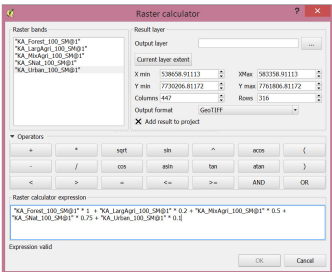 Raster calculator
?
Raster bands
"KA_Forest_100_SM@1"
"KA_LargAgri_100_SM@1"
"KA_MixAgri_100_SM@1"
"KA_SNat_100_SM@1"
"KA_Urban_100_SM@1"
Result layer
Output layer
...
Current layer extent
X min 538658.91113 XMax 583358.91113
Y min 7730206.81172 Y max 7761806.81172
Columns 447 Rows 316
Output format GeoTIFF
Add result to project
Operators
+ * sqrt sin ^ acos (
- / cos asin tan atan )
< > = <= >= AND OR
Raster calculator expression
"KA_Forest_100_SM@1" * 1 + "KA_LargAgri_100_SM@1" * 0.2 + "KA_MixAgri_100_SM@1" * 0.5 +
"KA_SNat_100_SM@1" * 0.75 + "KA_Urban_100_SM@1" * 0.1
Expression valid
OK Cancel